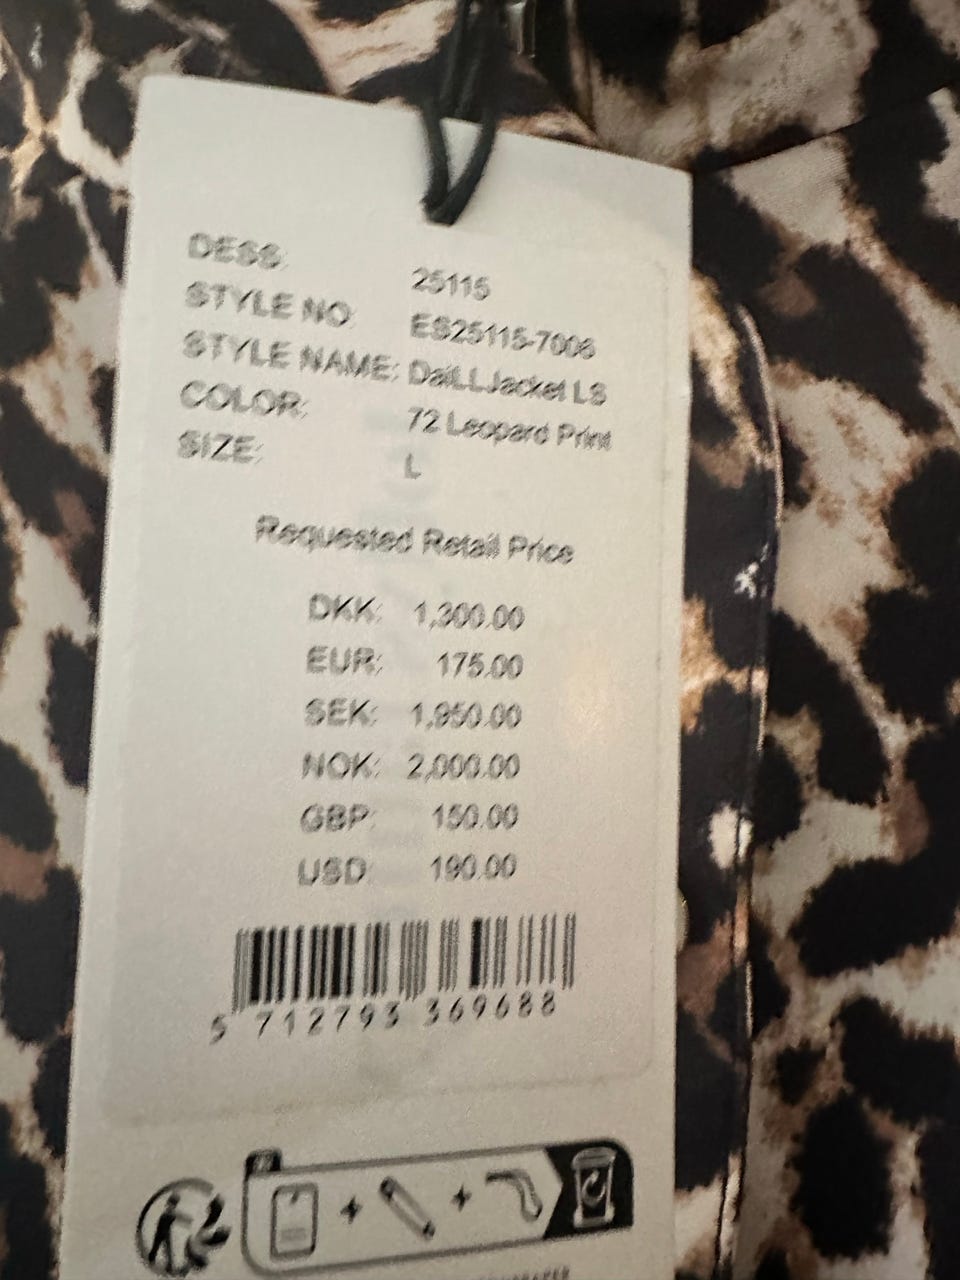 DESS: 25115
STYLE NO: ES25115-7006
STYLE NAME: DaiLLJacket LS
COLOR: 72 Leopard Print
SIZE: L
Requested Retail Price
DKK: 1,300.00
EUR: 175.00
SEK: 1,950.00
NOK: 2,000.00
GBP: 150.00
USD: 190.00
5 712793 369688